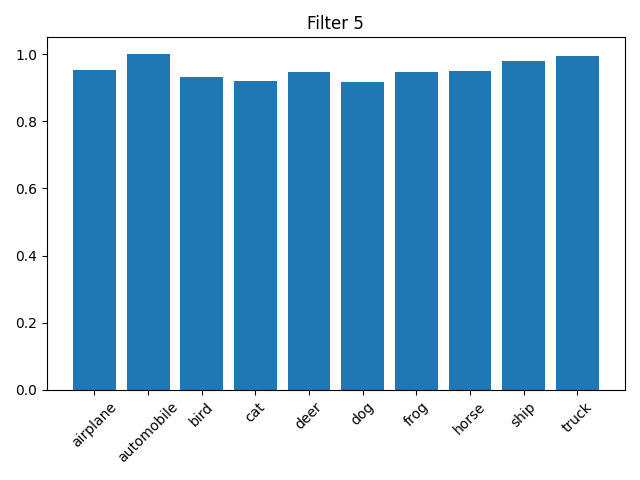 Filter 5
1.0
0.8
0.6
0.4
0.2
0.0
airplane
automobile
bird
cat
deer
dog
frog
horse
ship
truck